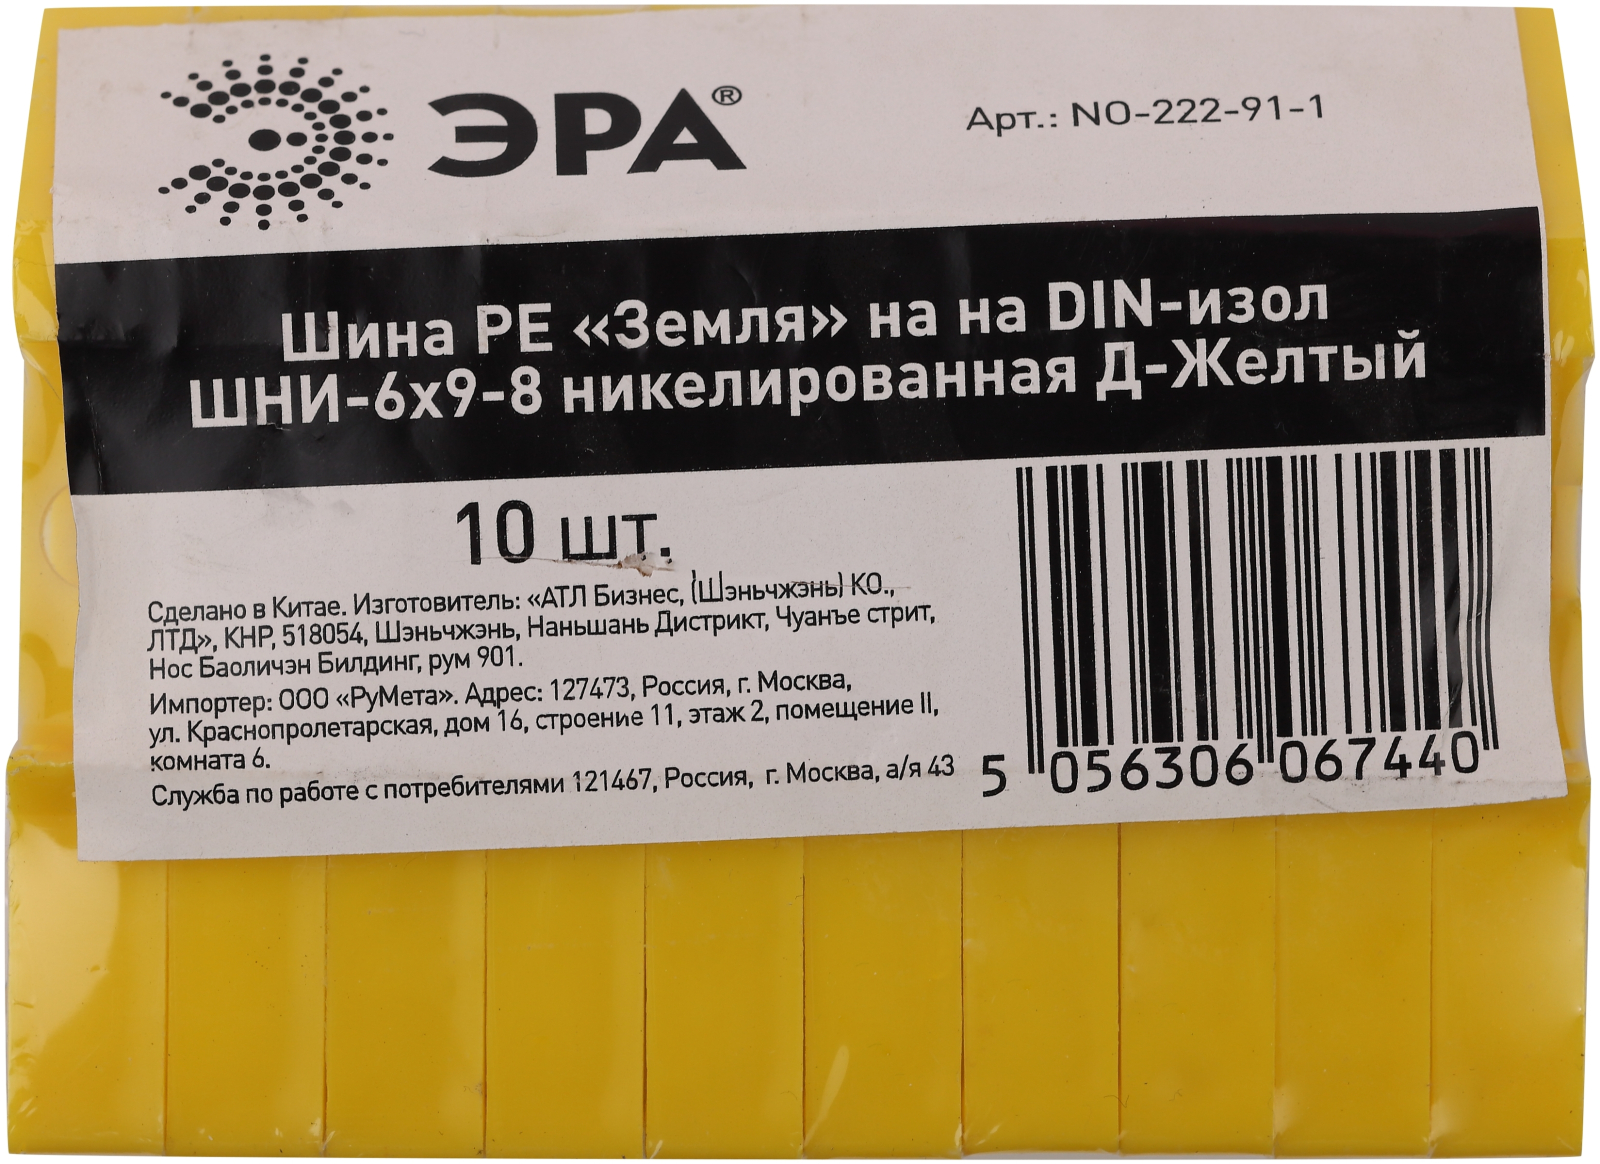 ЭРА®
Арт.: NO-222-91-1
Шина PE «Земля» на на DIN-изол
ШНИ-6х9-8 никелированная Д-Желтый
10 шт.
Сделано в Китае. Изготовитель: «АТЛ Бизнес, (Шэньчжэнь) КО.,
ЛТД», КНР, 518054, Шэньчжэнь, Наньшань Дистрикт, Чуанъе стрит,
Нос Баоличэн Билдинг, рум 901.
Импортер: ООО «РуМета». Адрес: 127473, Россия, г. Москва,
ул. Краснопролетарская, дом 16, строение 11, этаж 2, помещение II,
комната 6.
Служба по работе с потребителями 121467, Россия, г. Москва, а/я 43
5 056306 067440